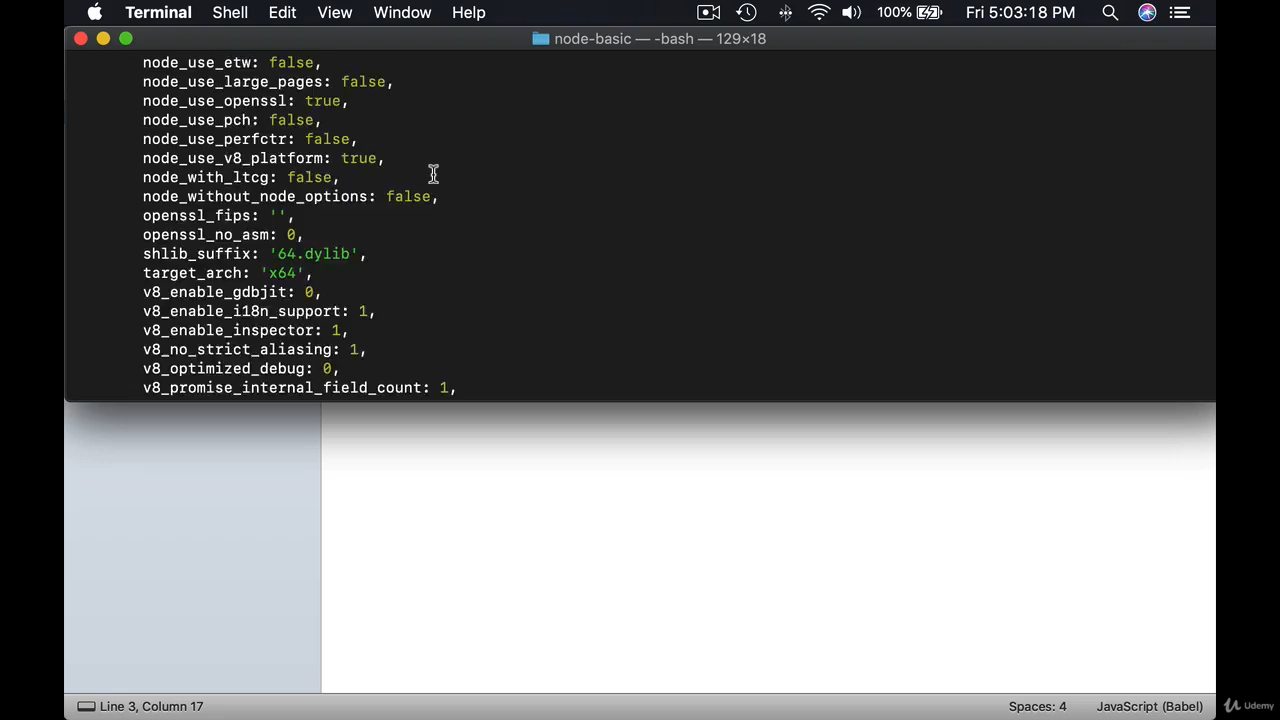 Terminal Shell Edit View Window Help 100% Fri 5:03:18 PM
node-basic — -bash — 129×18
node_use_etw: false,
node_use_large_pages: false,
node_use_openssl: true,
node_use_pch: false,
node_use_perfctr: false,
node_use_v8_platform: true,
node_with_ltcg: false,
node_without_node_options: false,
openssl_fips: '',
openssl_no_asm: 0,
shlib_suffix: '64.dylib',
target_arch: 'x64',
v8_enable_gdbjit: 0,
v8_enable_i18n_support: 1,
v8_enable_inspector: 1,
v8_no_strict_aliasing: 1,
v8_optimized_debug: 0,
v8_promise_internal_field_count: 1,
Line 3, Column 17 Spaces: 4 JavaScript (Babel)
Udemy